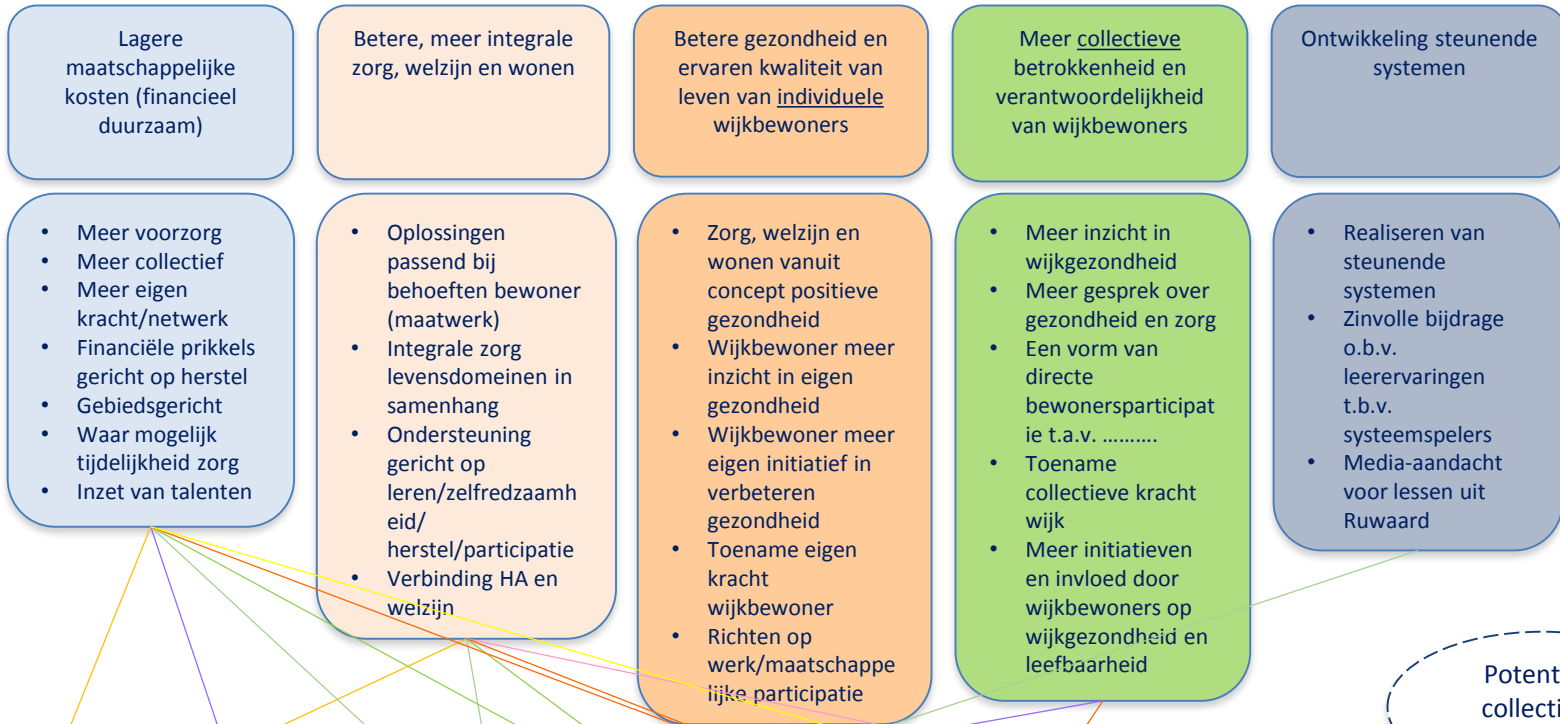 Lagere
maatschappelijke
kosten (financieel
duurzaam)
Betere, meer integrale
zorg, welzijn en wonen
Betere gezondheid en
ervaren kwaliteit van
leven van individuele
wijkbewoners
Meer collectieve
betrokkenheid en
verantwoordelijkheid
van wijkbewoners
Ontwikkeling steunende
systemen
• Meer voorzorg
• Meer collectief
• Meer eigen
kracht/netwerk
• Financiële prikkels
gericht op herstel
• Gebiedsgericht
• Waar mogelijk
tijdelijkheid zorg
• Inzet van talenten
• Oplossingen
passend bij
behoeften bewoner
(maatwerk)
• Integrale zorg
levensdomeinen in
samenhang
• Ondersteuning
gericht op
leren/zelfredzaamh
eid/
herstel/participatie
• Verbinding HA en
welzijn
• Zorg, welzijn en
wonen vanuit
concept positieve
gezondheid
• Wijkbewoner meer
inzicht in eigen
gezondheid
• Wijkbewoner meer
eigen initiatief in
verbeteren
gezondheid
• Toename eigen
kracht
wijkbewoner
• Richten op
werk/maatschappe
lijke participatie
• Meer inzicht in
wijkgezondheid
• Meer gesprek over
gezondheid en zorg
• Een vorm van
directe
bewonersparticipat
ie t.a.v. ..........
• Toename
collectieve kracht
wijk
• Meer initiatieven
en invloed door
wijkbewoners op
wijkgezondheid en
leefbaarheid
• Realiseren van
steunende
systemen
• Zinvolle bijdrage
o.b.v.
leerervaringen
t.b.v.
systeemspelers
• Media-aandacht
voor lessen uit
Ruwaard
Potent
collecti